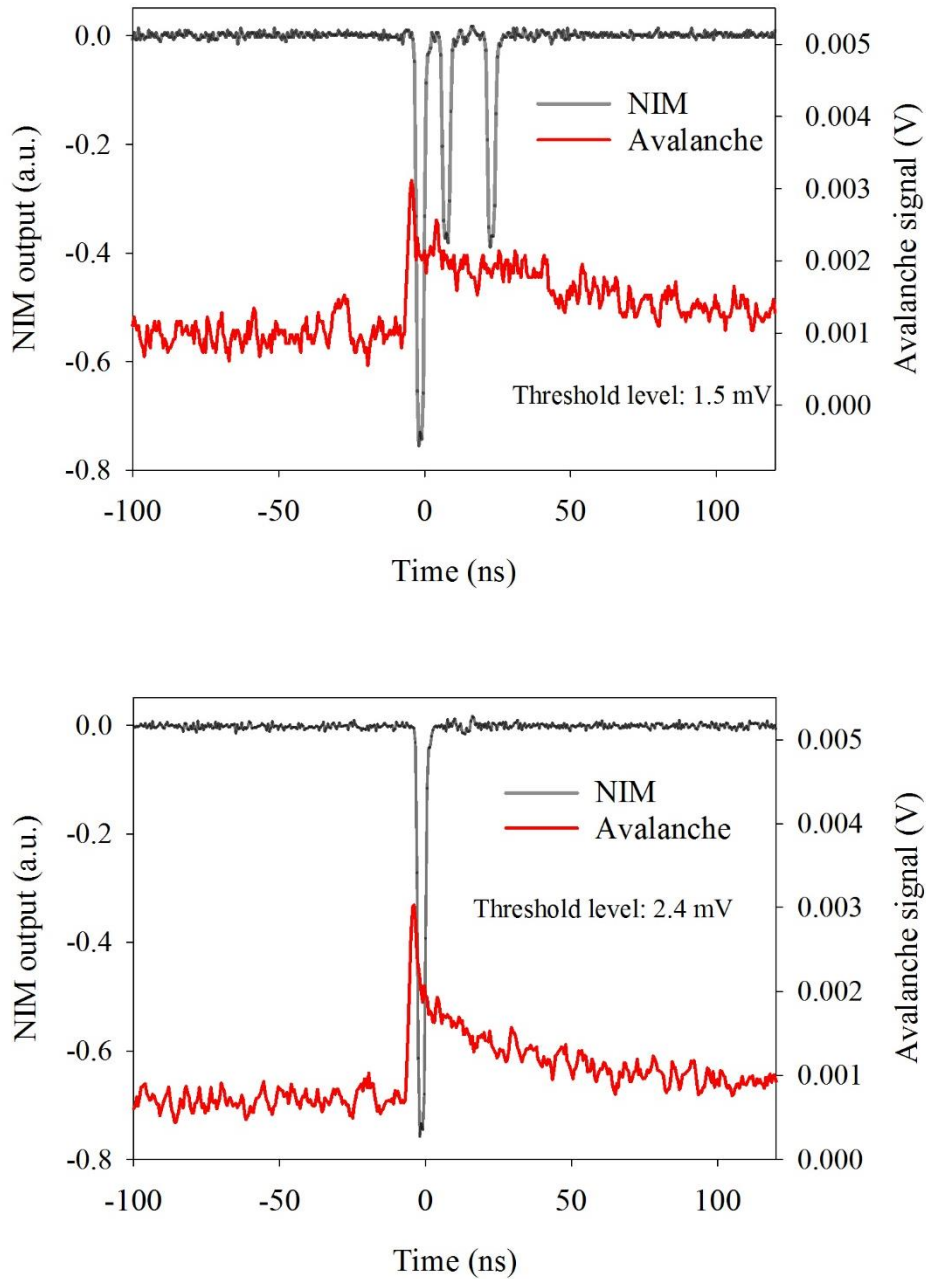 0.0
-0.2
-0.4
-0.6
-0.8
NIM output (a.u.)
0.005
0.004
0.003
0.002
0.001
0.000
Avalanche signal (V)
NIM
Avalanche
Threshold level: 1.5 mV
-100 -50 0 50 100
Time (ns)
0.0
-0.2
-0.4
-0.6
-0.8
NIM output (a.u.)
0.005
0.004
0.003
0.002
0.001
0.000
Avalanche signal (V)
NIM
Avalanche
Threshold level: 2.4 mV
-100 -50 0 50 100
Time (ns)